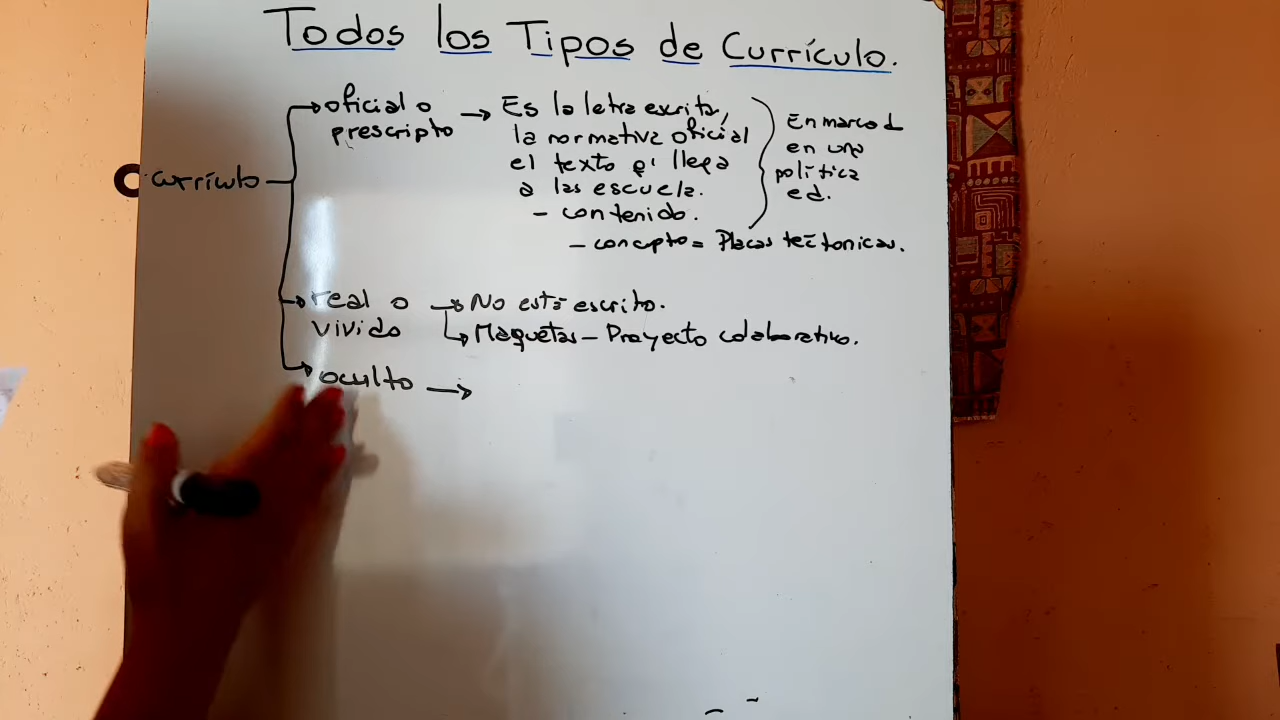 Todos los Tipos de Currículo.
oficial o
prescripto
Es la letra escrita,
la normativa oficial
el texto q' llega
a las escuela.
- contenido.
- concepto = Placas tectonicas.
En marca
en una
política
ed.
currículo
real o
vivido
No está escrito.
Maquetas - Proyecto colaborativo.
oculto